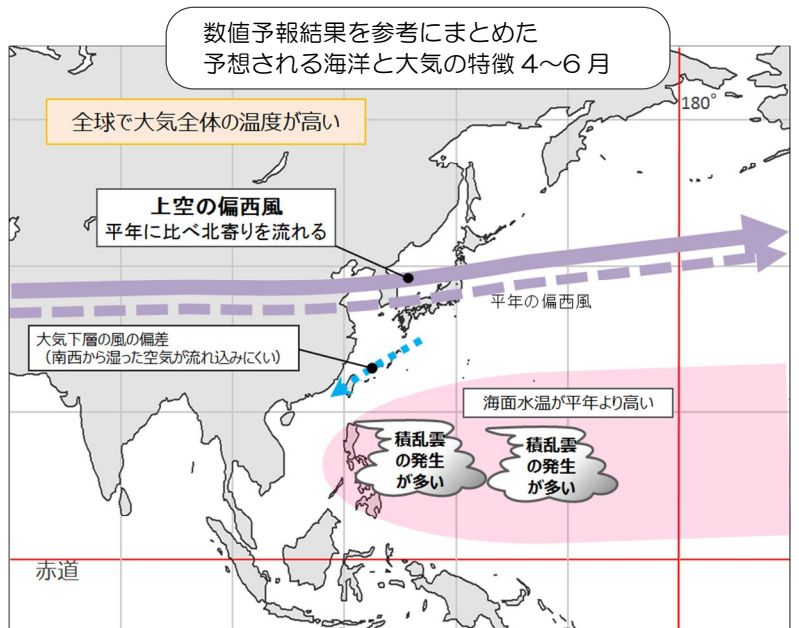 数値予報結果を参考にまとめた
予想される海洋と大気の特徴 4～6 月
180°
全球で大気全体の温度が高い
上空の偏西風
平年に比べ北寄りを流れる
平年の偏西風
大気下層の風の偏差
（南西から湿った空気が流れ込みにくい）
海面水温が平年より高い
積乱雲
の発生
が多い
積乱雲
の発生
が多い
赤道